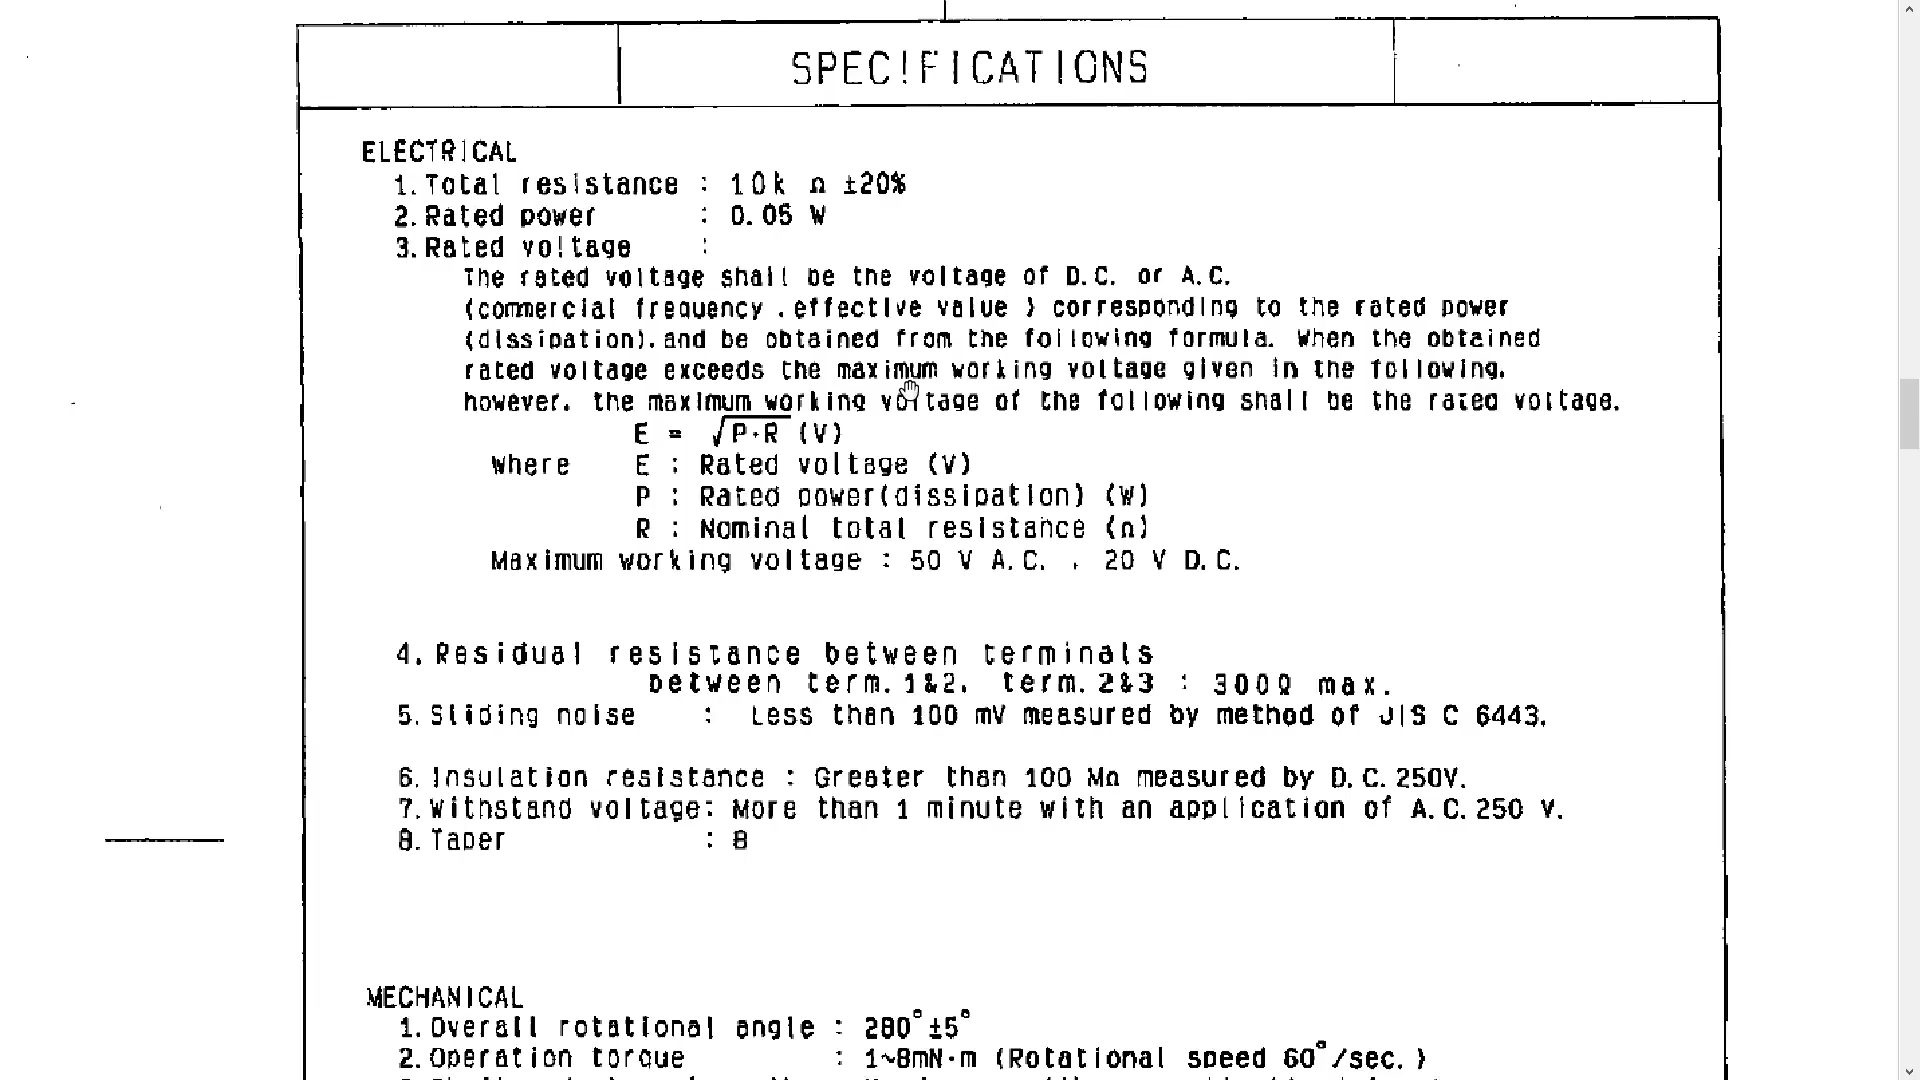 SPECIFICATIONS
ELECTRICAL
1. Total resistance : 10k Ω ±20%
2. Rated power : 0.05 W
3. Rated voltage :
The rated voltage shall be the voltage of D.C. or A.C.
(commercial frequency , effective value ) corresponding to the rated power
(dissipation), and be obtained from the following formula. When the obtained
rated voltage exceeds the maximum working voltage given in the following,
however, the maximum working voltage of the following shall be the rated voltage.
E = √P·R (V)
Where E : Rated voltage (V)
P : Rated power(dissipation) (W)
R : Nominal total resistance (Ω)
Maximum working voltage : 50 V A.C. , 20 V D.C.
4. Residual resistance between terminals
between term.1&2, term.2&3 : 300Ω max.
5. Sliding noise : Less than 100 mV measured by method of JIS C 6443.
6. Insulation resistance : Greater than 100 MΩ measured by D.C.250V.
7. Withstand voltage: More than 1 minute with an application of A.C.250 V.
8. Taper : B
MECHANICAL
1. Overall rotational angle : 280°±5°
2. Operation torque : 1~8mN·m (Rotational speed 60°/sec. )